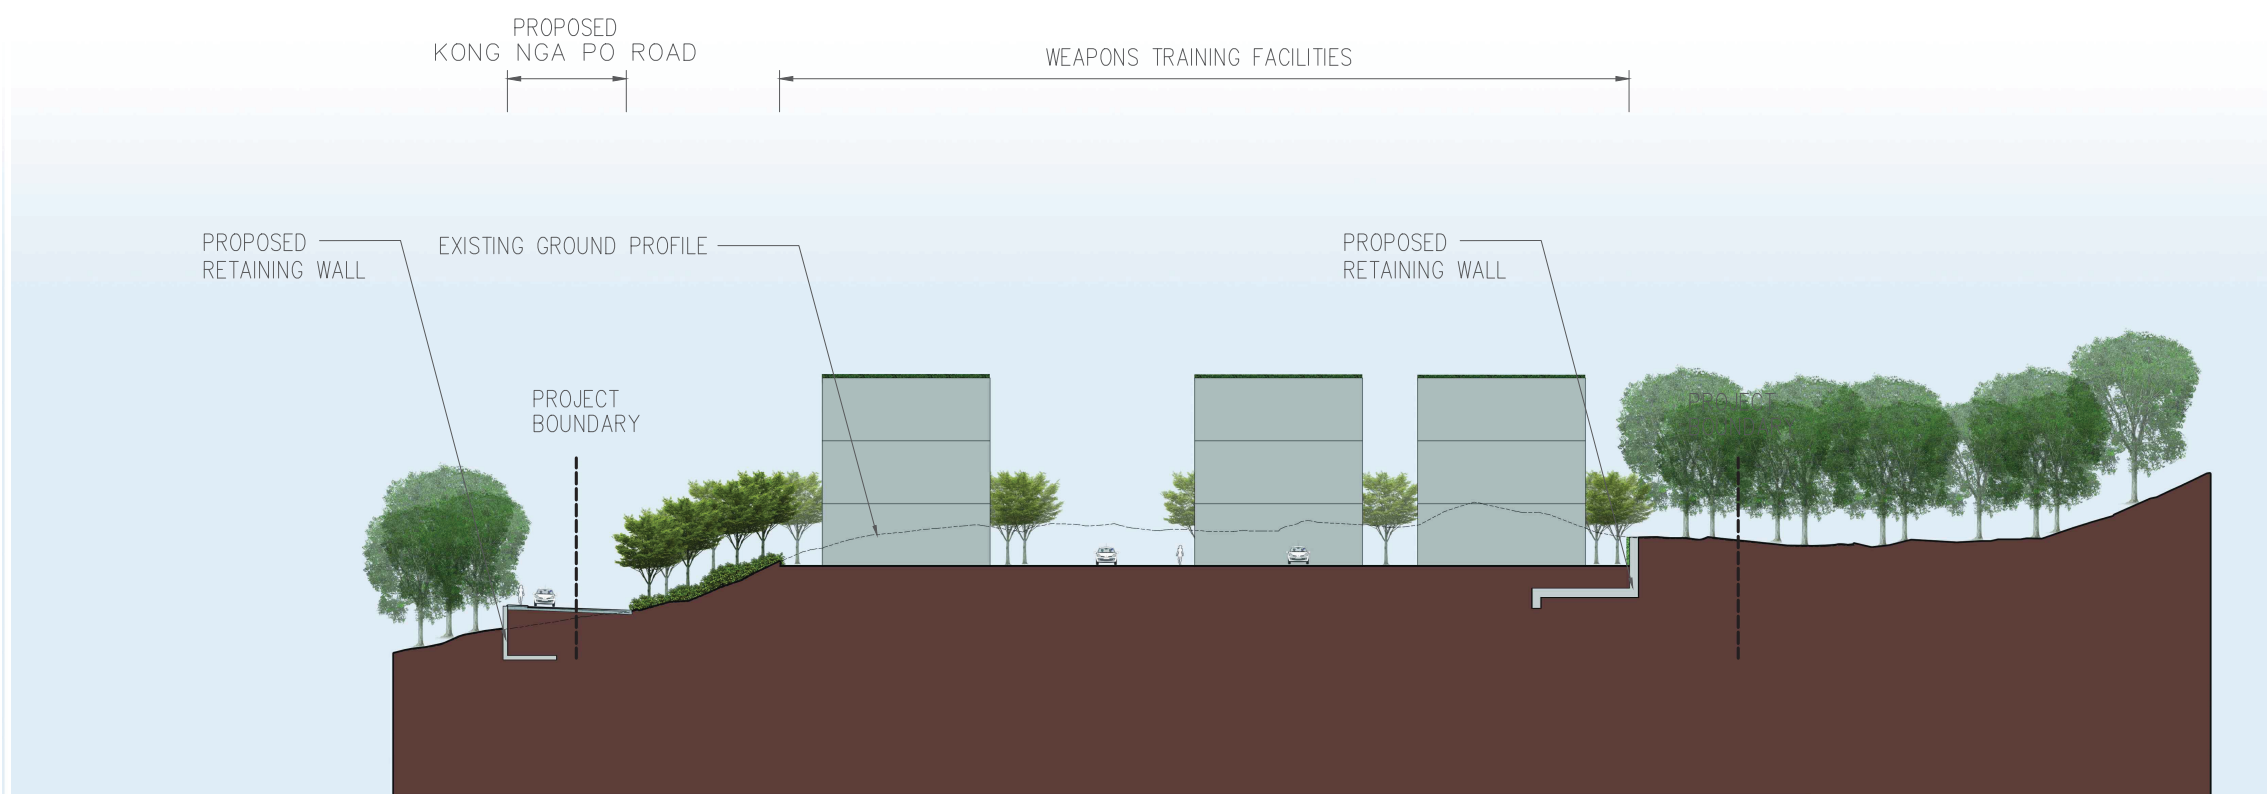 PROPOSED
KONG NGA PO ROAD
WEAPONS TRAINING FACILITIES
PROPOSED
RETAINING WALL
EXISTING GROUND PROFILE
PROPOSED
RETAINING WALL
PROJECT
BOUNDARY
PROJECT